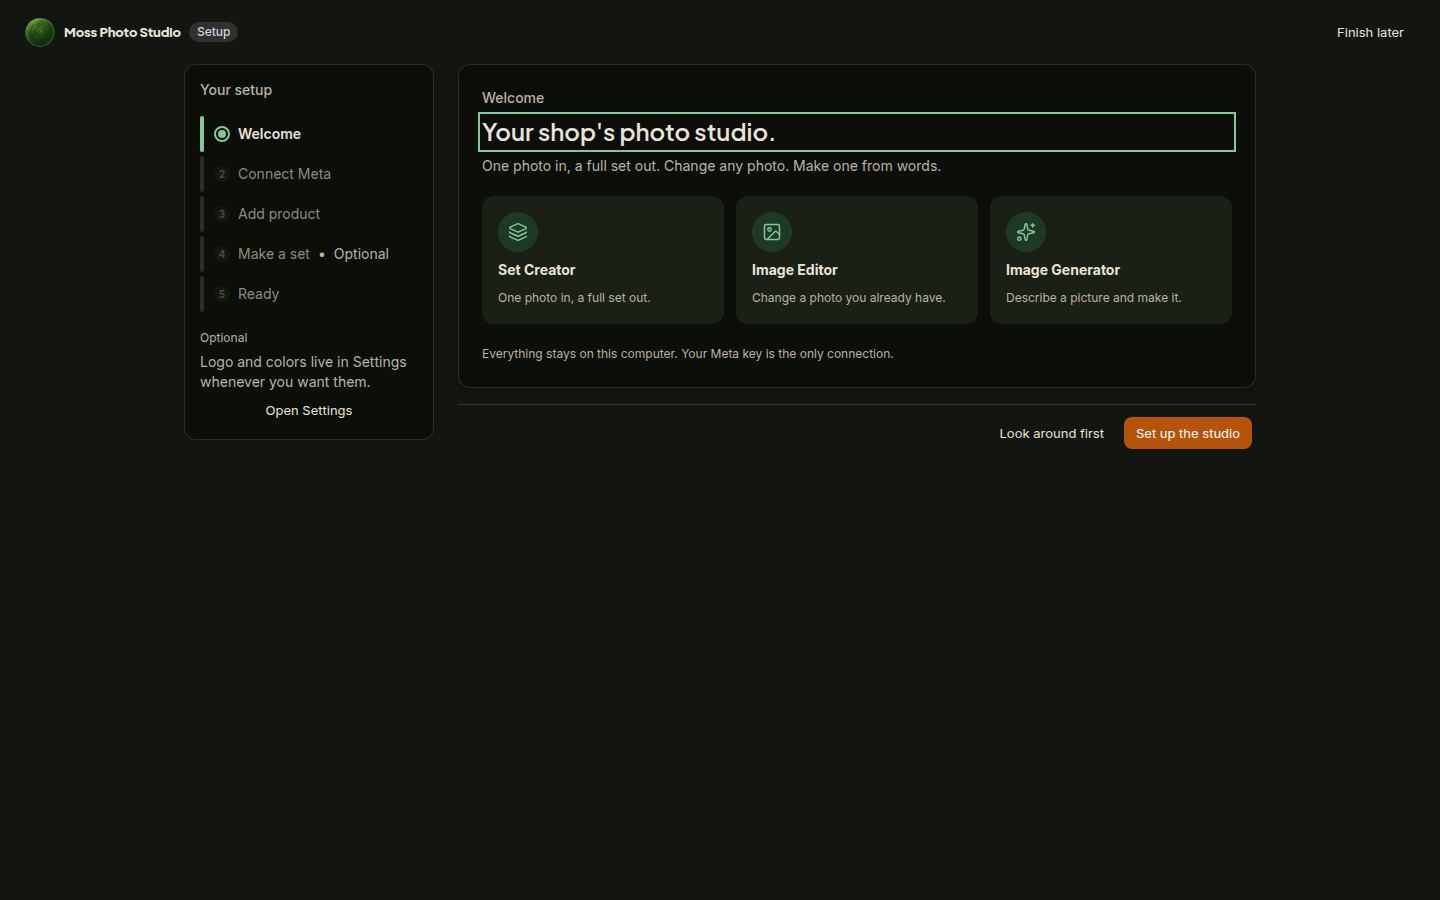 Moss Photo Studio
Setup
Finish later
Your setup
Welcome
2 Connect Meta
3 Add product
4 Make a set • Optional
5 Ready
Optional
Logo and colors live in Settings
whenever you want them.
Open Settings
Welcome
Your shop's photo studio.
One photo in, a full set out. Change any photo. Make one from words.
Set Creator
One photo in, a full set out.
Image Editor
Change a photo you already have.
Image Generator
Describe a picture and make it.
Everything stays on this computer. Your Meta key is the only connection.
Look around first
Set up the studio